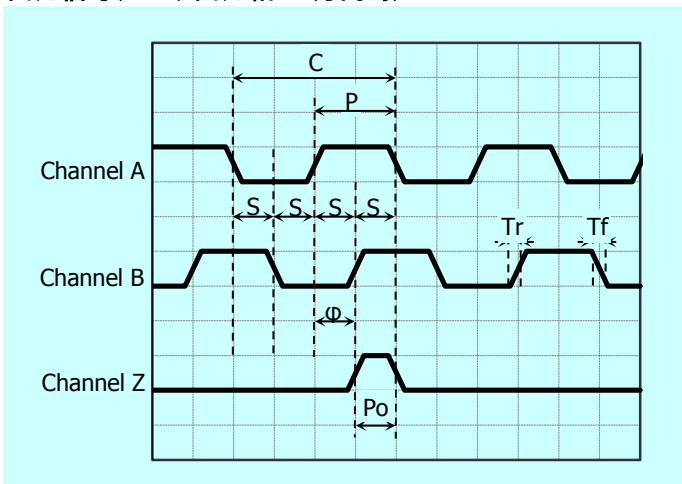 C
P
Channel A
S S S S
Tr Tf
Channel B
φ
Channel Z
Po